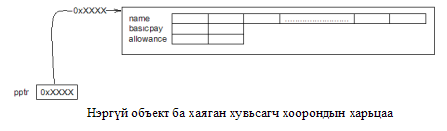 0xXXXX
name
basicpay
allowance
pptr 0xXXXX
Нэргүй объект ба хаяган хувьсагч хоорондын харьцаа